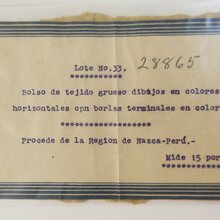 Lote No.33. 28865
Bolso de tejido grueso dibujos en colores
horizontales cpn borlas terminales en color
Procede de la Region de Nazca-Perú.-
Mide 15 por